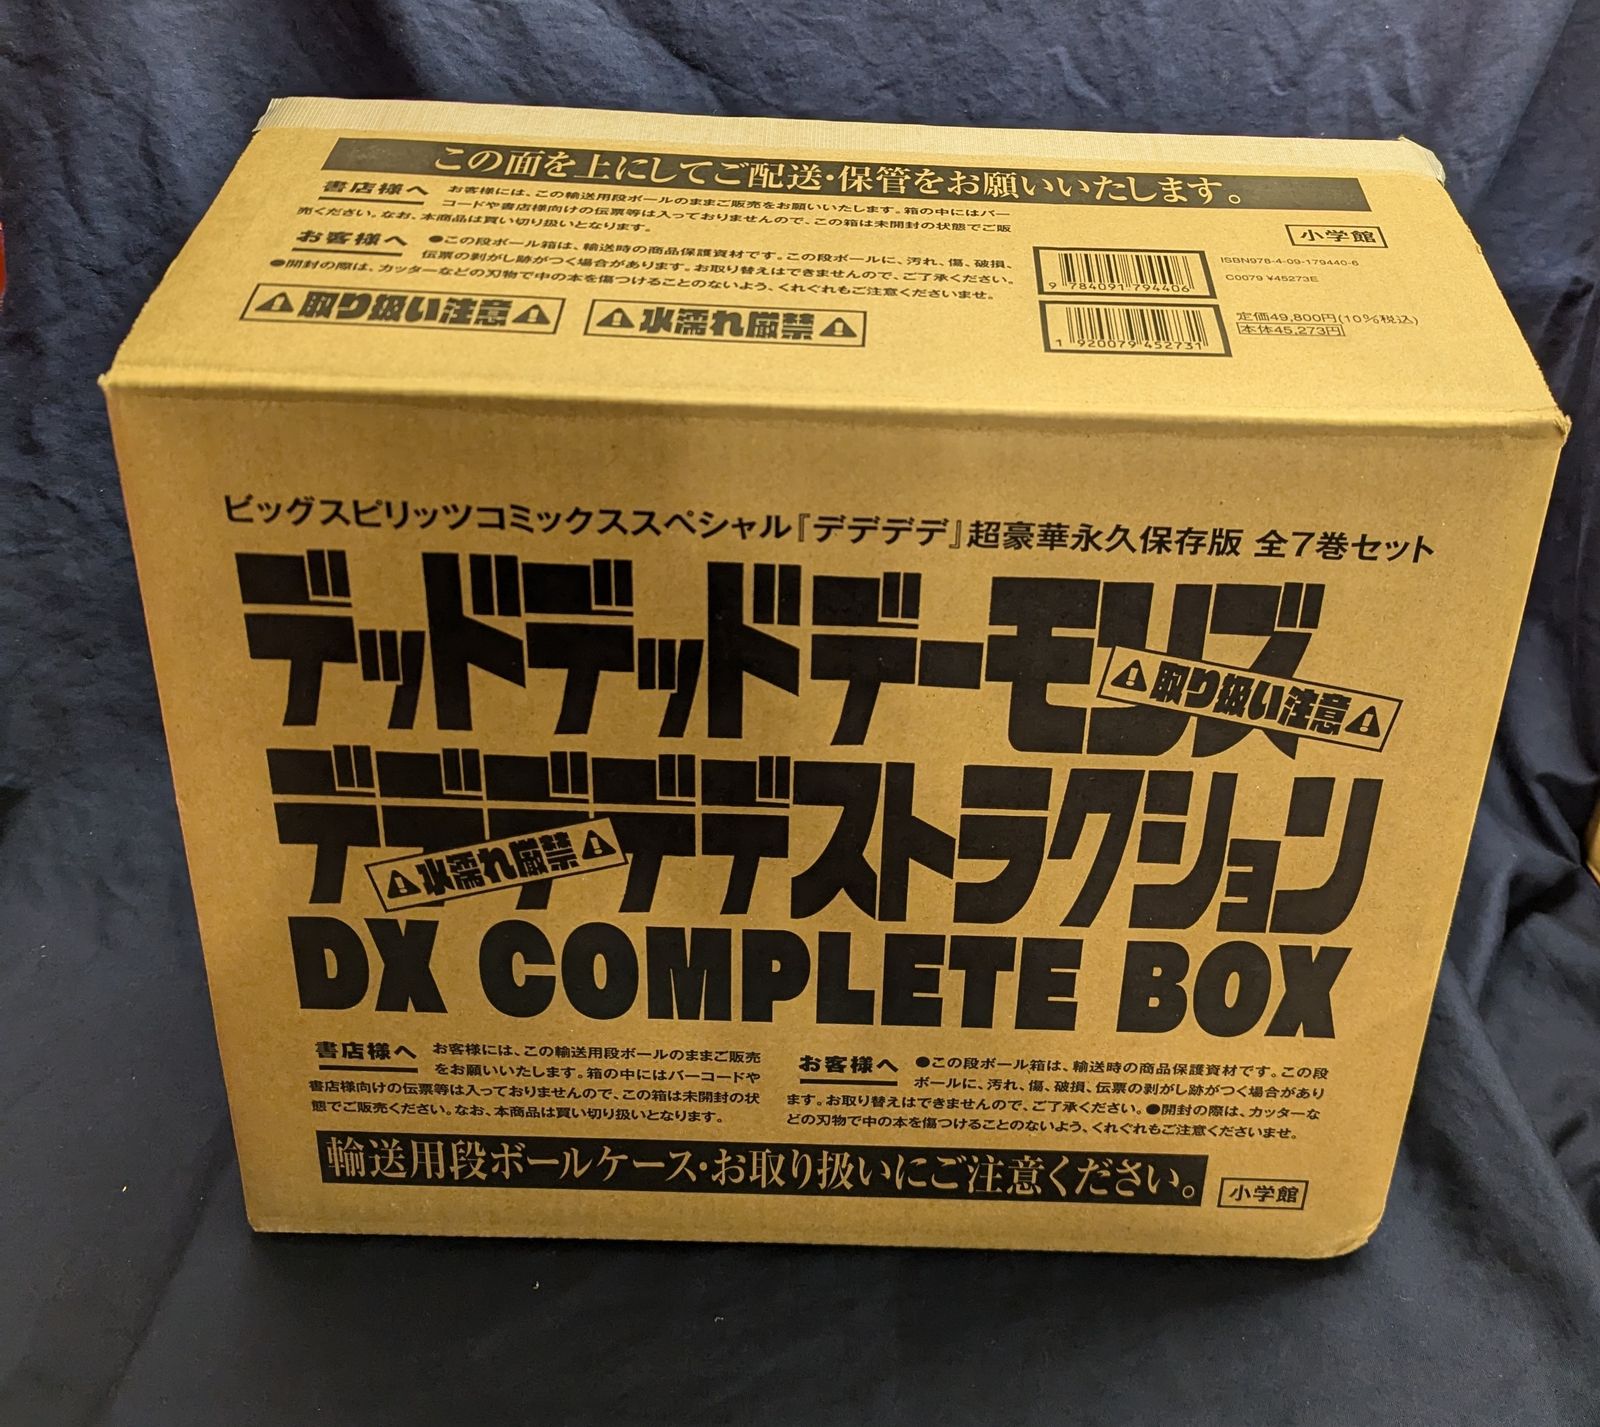 この面を上にしてご配送・保管をお願いいたします。
書店様へ お客様には、この輸送用段ボールのままご販売をお願いいたします。箱の中にはバー
コードや書店様向けの伝票等は入っておりませんので、この箱は未開封の状態でご販
売ください。なお、本商品は買い切り扱いとなります。
お客様へ ●この段ボール箱は、輸送時の商品保護資材です。この段ボールに、汚れ、傷、破損、
伝票の剥がし跡がつく場合があります。お取り替えはできませんので、ご了承ください。
●開封の際は、カッターなどの刃物で中の本を傷つけることのないよう、くれぐれもご注意くださいませ。
取り扱い注意
水濡れ厳禁
小学館
9 784091 794406
ISBN978-4-09-179440-6
C0079 ¥45273E
1 920079 452731
定価49,800円(10%税込)
本体45,273円
ビッグスピリッツコミックススペシャル『デデデデ』超豪華永久保存版 全7巻セット
デッドデッドデーモンズ
取り扱い注意
デデデデデストラクション
水濡れ厳禁
DX COMPLETE BOX
書店様へ お客様には、この輸送用段ボールのままご販売
をお願いいたします。箱の中にはバーコードや
書店様向けの伝票等は入っておりませんので、この箱は未開封の状
態でご販売ください。なお、本商品は買い切り扱いとなります。
お客様へ ●この段ボール箱は、輸送時の商品保護資材です。この段
ボールに、汚れ、傷、破損、伝票の剥がし跡がつく場合があり
ます。お取り替えはできませんので、ご了承ください。●開封の際は、カッターな
どの刃物で中の本を傷つけることのないよう、くれぐれもご注意くださいませ。
輸送用段ボールケース・お取り扱いにご注意ください。
小学館